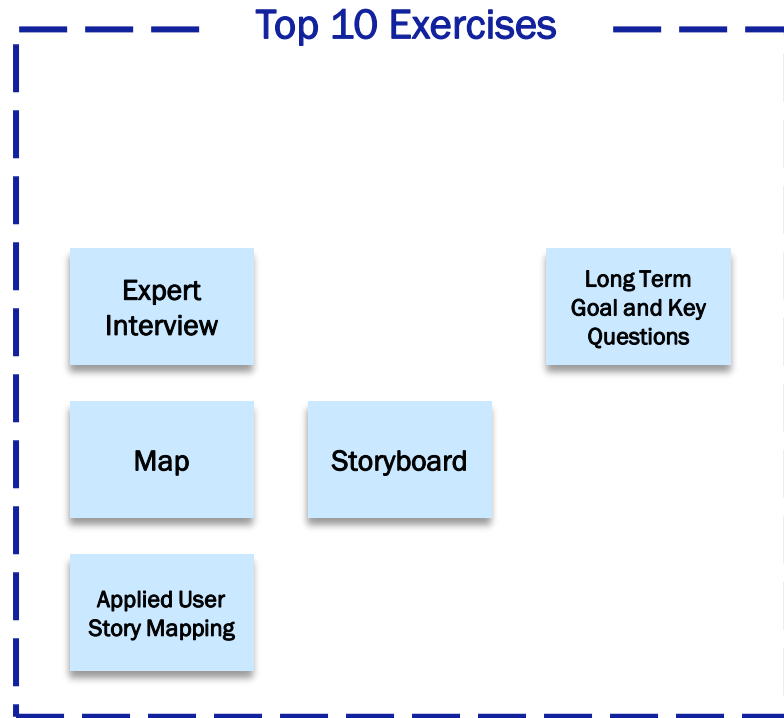 Top 10 Exercises
Expert
Interview
Long Term
Goal and Key
Questions
Map
Storyboard
Applied User
Story Mapping